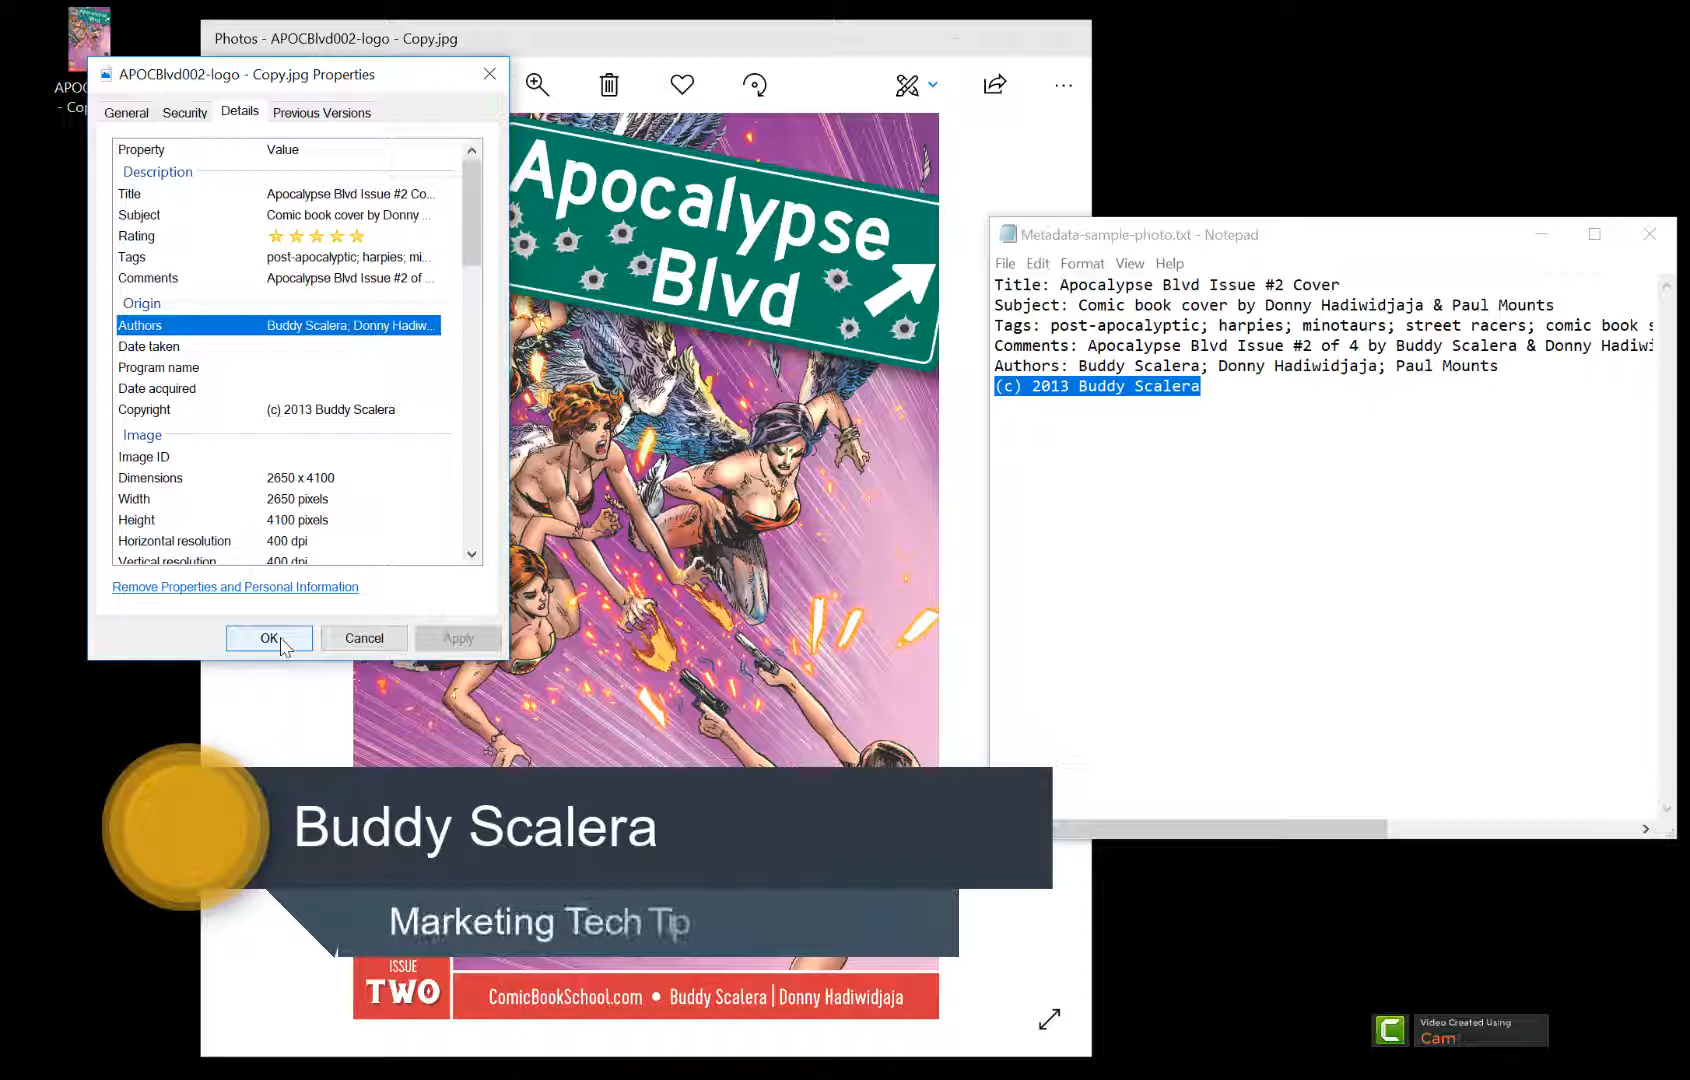 APOC
- Cop
Photos - APOCBlvd002-logo - Copy.jpg
APOCBlvd002-logo - Copy.jpg Properties
General Security Details Previous Versions
Property Value
Description
Title Apocalypse Blvd Issue #2 Co...
Subject Comic book cover by Donny ...
Rating
Tags post-apocalyptic; harpies; mi...
Comments Apocalypse Blvd Issue #2 of ...
Origin
Authors Buddy Scalera; Donny Hadiw...
Date taken
Program name
Date acquired
Copyright (c) 2013 Buddy Scalera
Image
Image ID
Dimensions 2650 x 4100
Width 2650 pixels
Height 4100 pixels
Horizontal resolution 400 dpi
Vertical resolution 400 dpi
Remove Properties and Personal Information
OK Cancel Apply
Apocalypse
Blvd
Metadata-sample-photo.txt - Notepad
File Edit Format View Help
Title: Apocalypse Blvd Issue #2 Cover
Subject: Comic book cover by Donny Hadiwidjaja & Paul Mounts
Tags: post-apocalyptic; harpies; minotaurs; street racers; comic book s
Comments: Apocalypse Blvd Issue #2 of 4 by Buddy Scalera & Donny Hadiwi
Authors: Buddy Scalera; Donny Hadiwidjaja; Paul Mounts
(c) 2013 Buddy Scalera
Buddy Scalera
Marketing Tech Tip
ISSUE
TWO
ComicBookSchool.com • Buddy Scalera | Donny Hadiwidjaja
Video Created Using
Cam